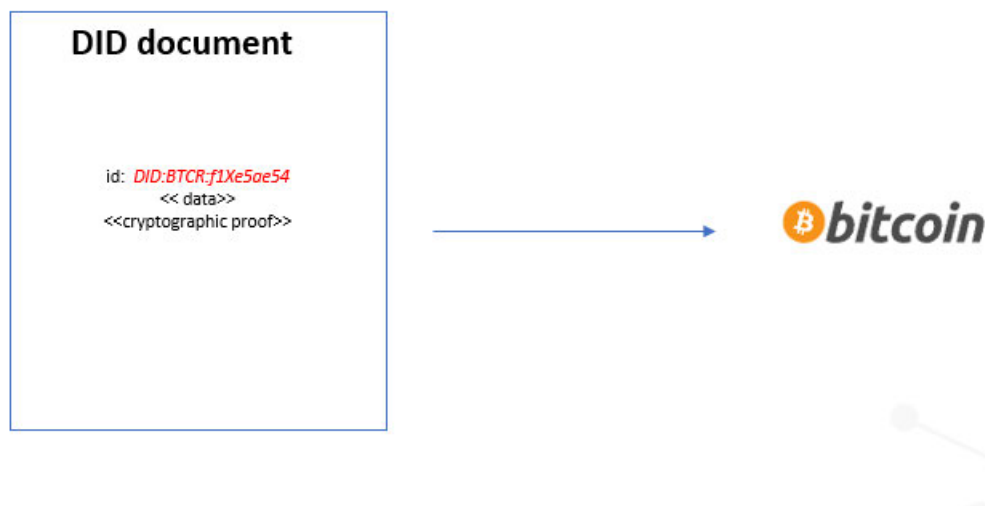 DID document
id: DID:BTCR:f1Xe5ae54
<< data>>
<<cryptographic proof>>
bitcoin